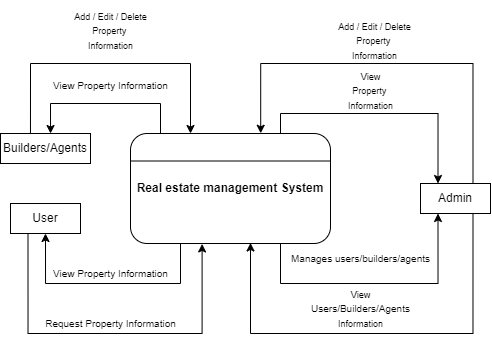 Add / Edit / Delete
Property
Information
Add / Edit / Delete
Property
Information
View Property Information
View
Property
Information
Builders/Agents
Real estate management System
Admin
User
View Property Information
Manages users/builders/agents
View
Users/Builders/Agents
Information
Request Property Information